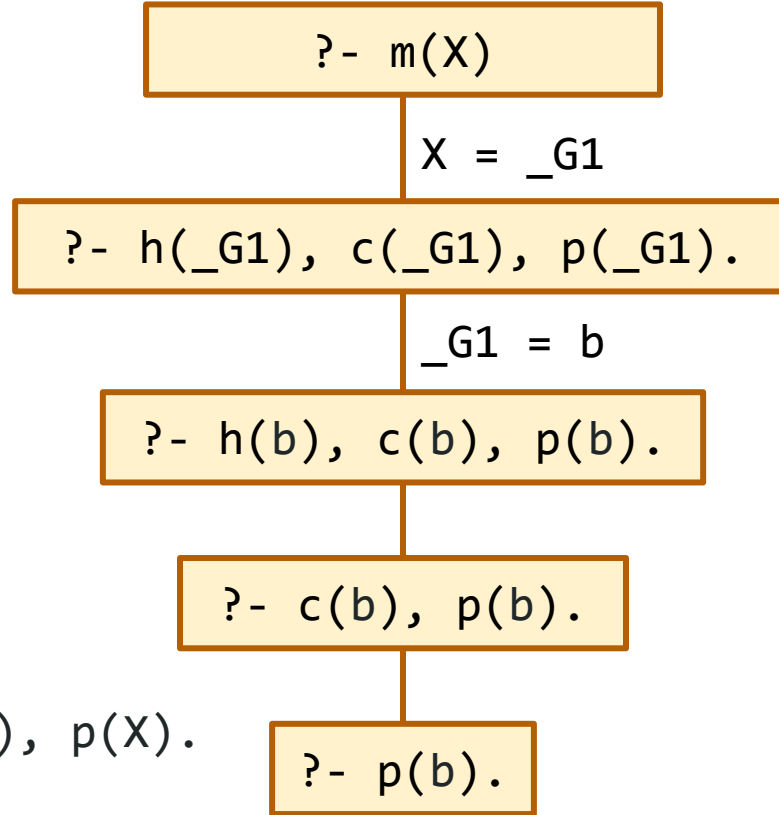 ?- m(X)
X = _G1
?- h(_G1), c(_G1), p(_G1).
_G1 = b
?- h(b), c(b), p(b).
?- c(b), p(b).
), p(X).
?- p(b).